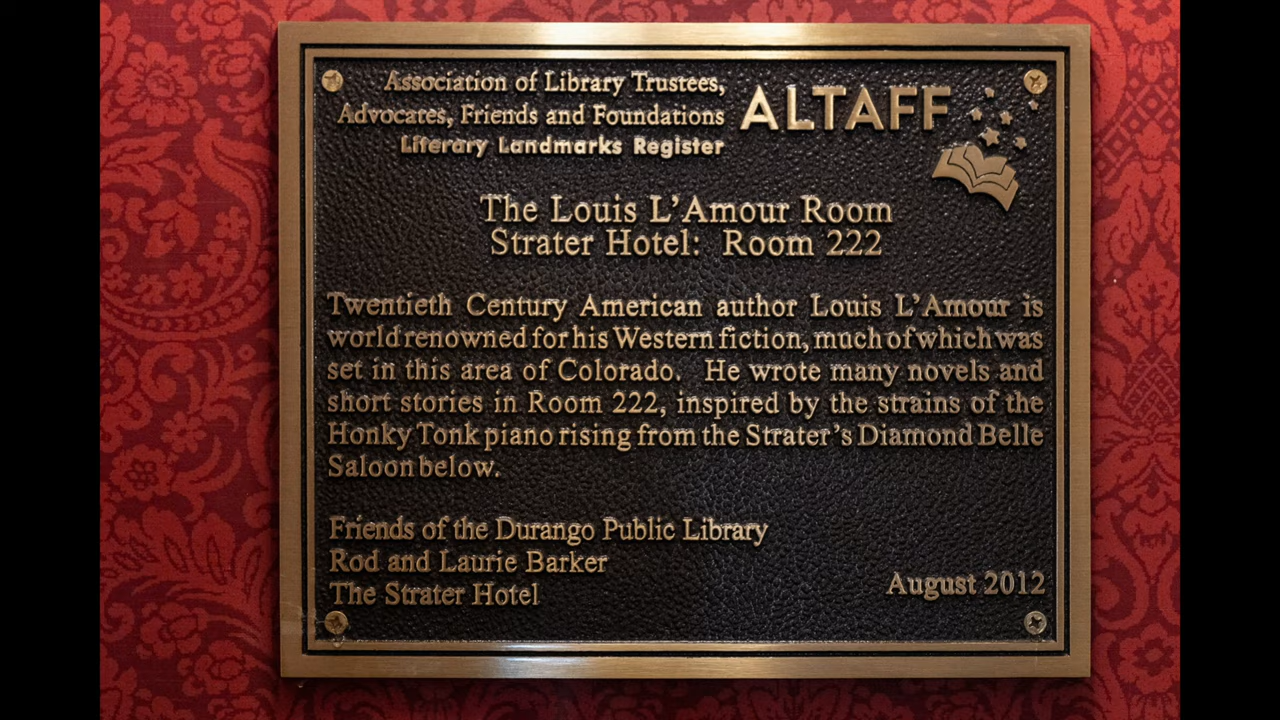 Association of Library Trustees,
Advocates, Friends and Foundations
Literary Landmarks Register
ALTAFF
The Louis L'Amour Room
Strater Hotel: Room 222
Twentieth Century American author Louis L'Amour is
world renowned for his Western fiction, much of which was
set in this area of Colorado. He wrote many novels and
short stories in Room 222, inspired by the strains of the
Honky Tonk piano rising from the Strater's Diamond Belle
Saloon below.
Friends of the Durango Public Library
Rod and Laurie Barker
The Strater Hotel
August 2012